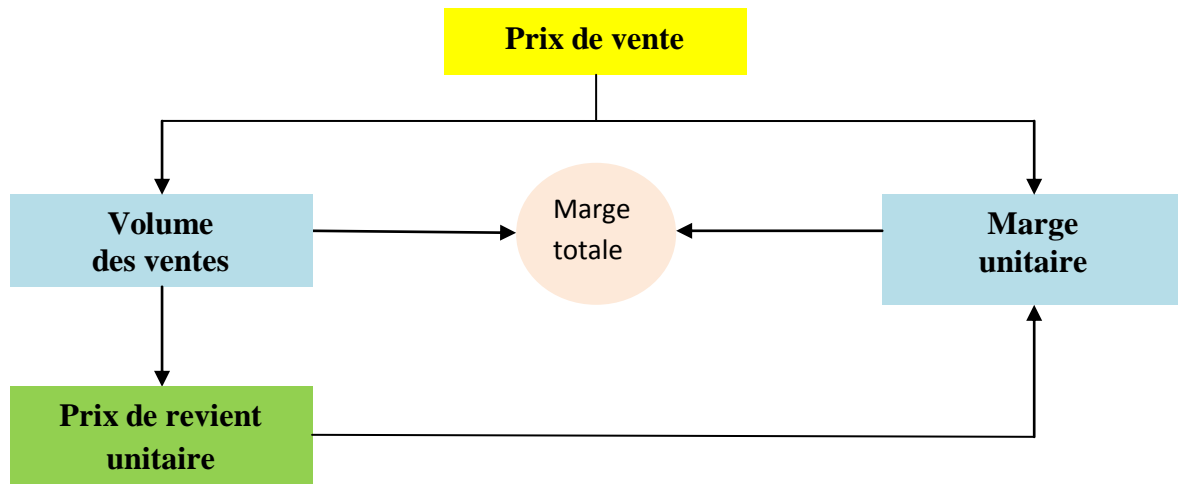 Prix de vente
Volume
des ventes
Marge
totale
Marge
unitaire
Prix de revient
unitaire